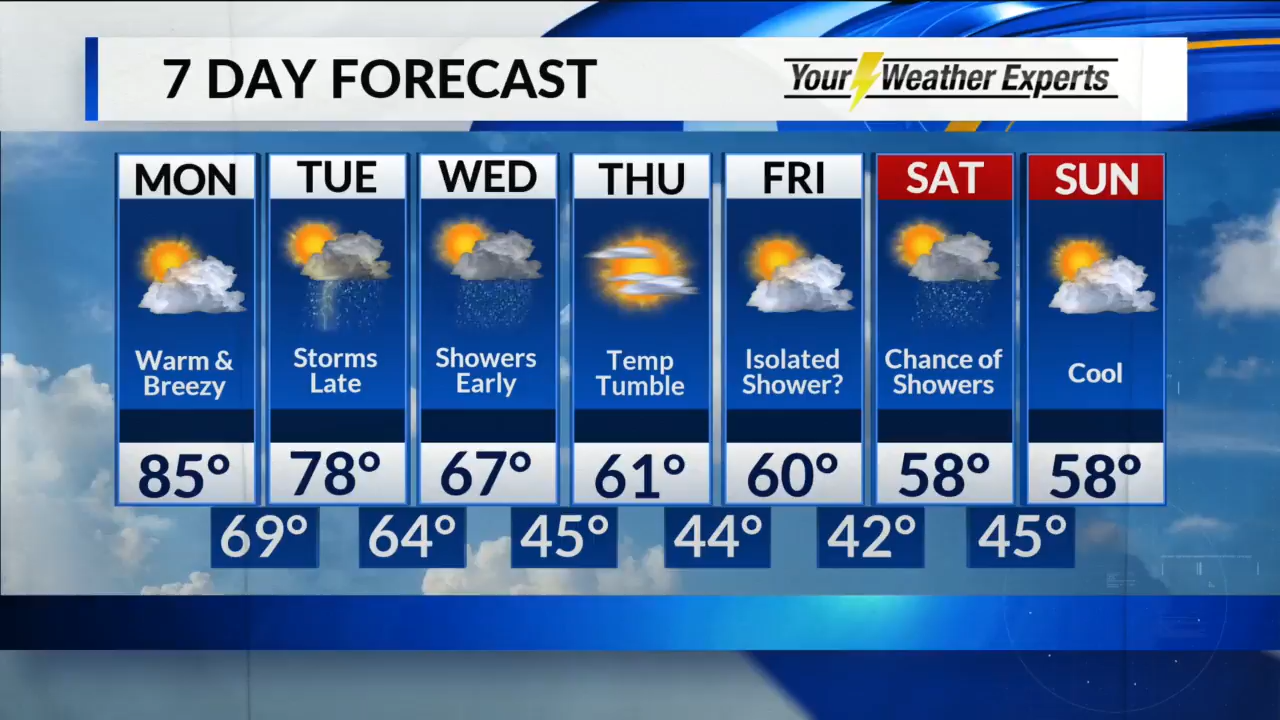 7 DAY FORECAST
Your Weather Experts
MON TUE WED THU FRI SAT SUN
Warm &
Breezy
Storms
Late
Showers
Early
Temp
Tumble
Isolated
Shower?
Chance of
Showers
Cool
85° 78° 67° 61° 60° 58° 58°
69° 64° 45° 44° 42° 45°